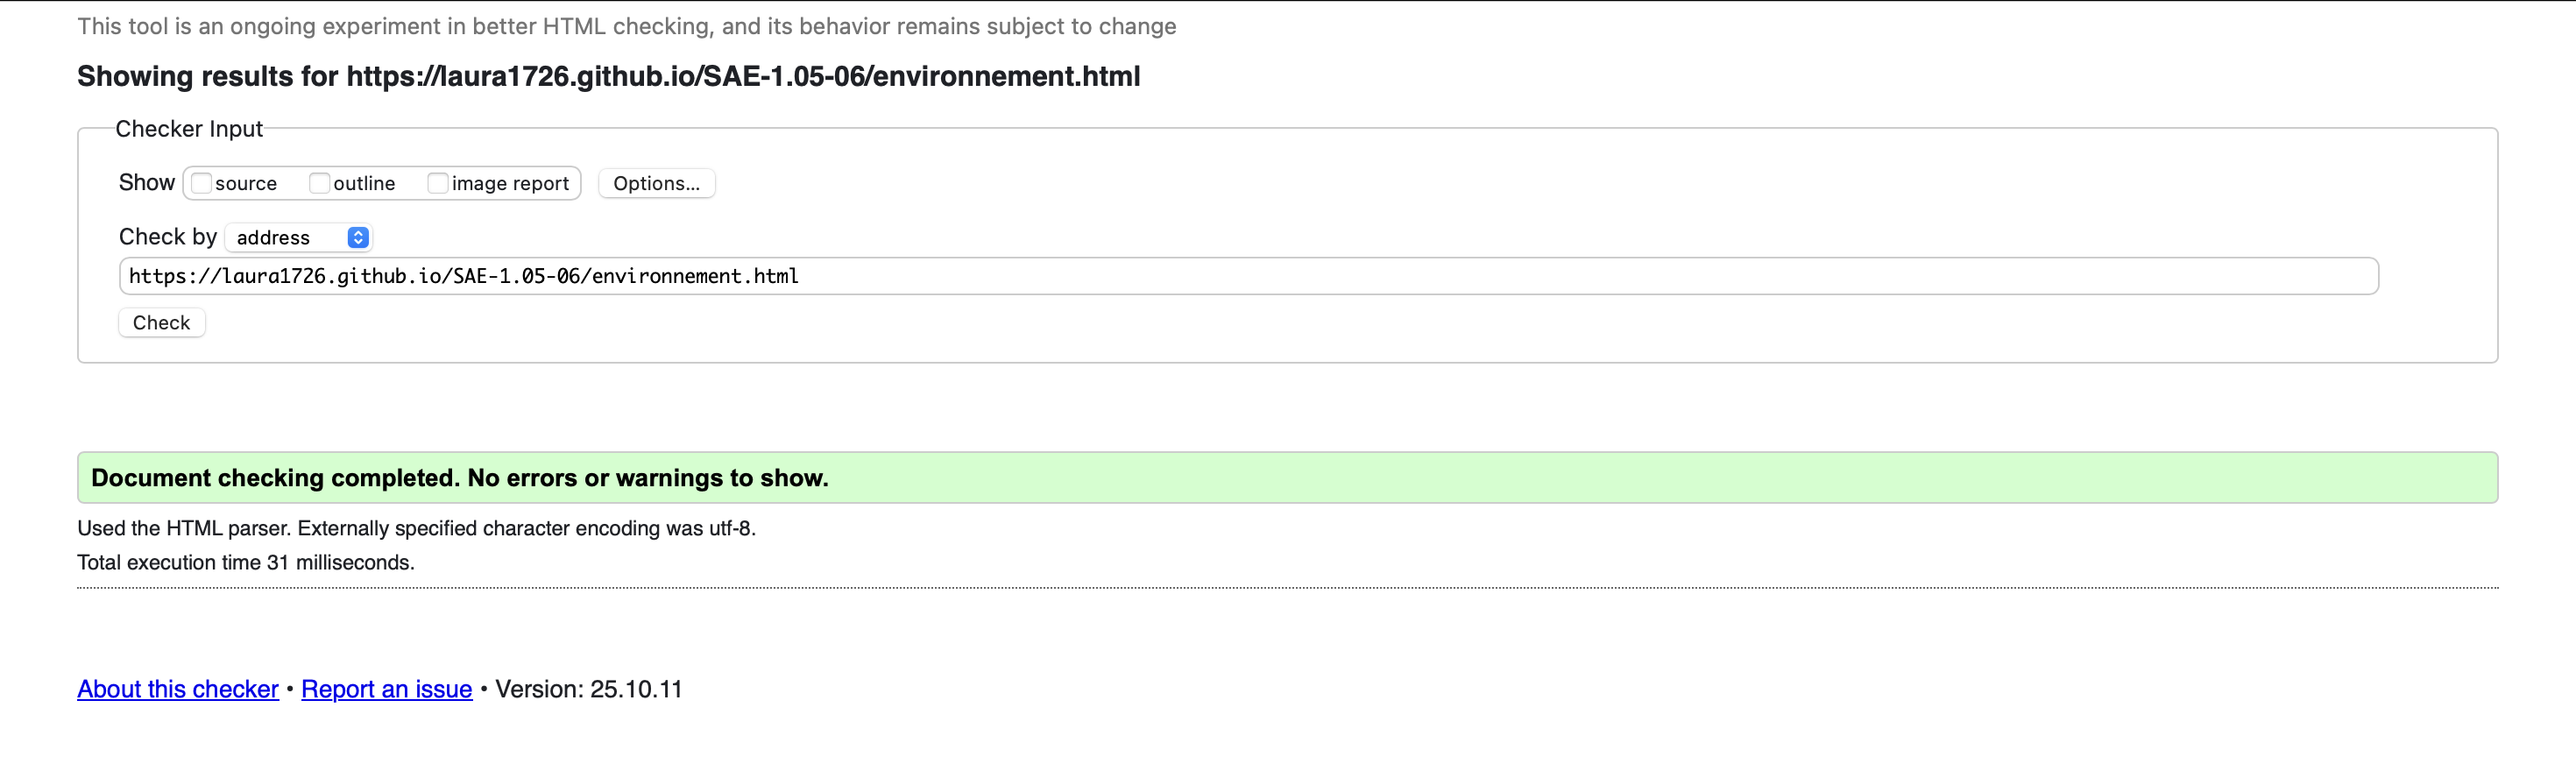 This tool is an ongoing experiment in better HTML checking, and its behavior remains subject to change
Showing results for https://laura1726.github.io/SAE-1.05-06/environnement.html
Checker Input
Show source outline image report Options...
Check by address
https://laura1726.github.io/SAE-1.05-06/environnement.html
Check
Document checking completed. No errors or warnings to show.
Used the HTML parser. Externally specified character encoding was utf-8.
Total execution time 31 milliseconds.
About this checker • Report an issue • Version: 25.10.11